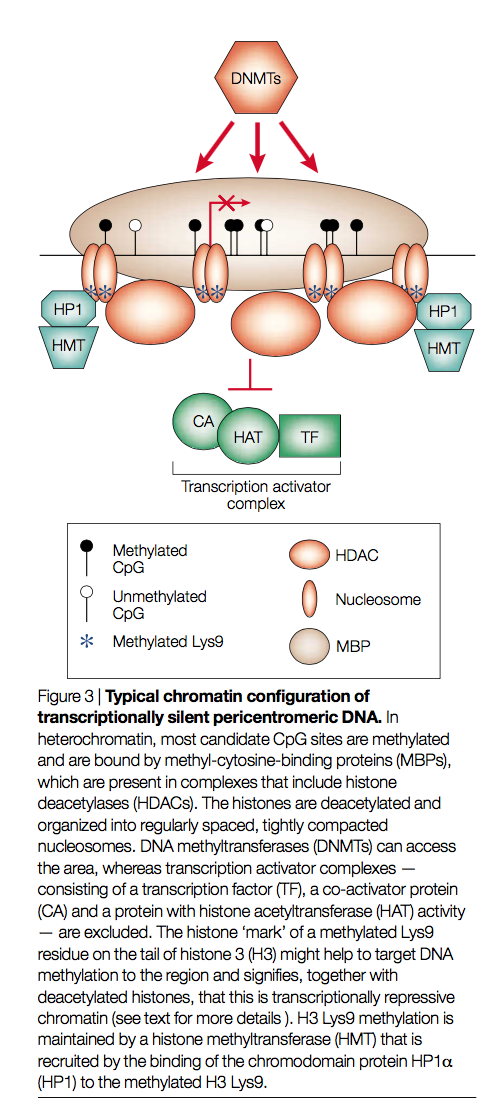 DNMTs
HP1
HMT
HP1
HMT
CA
HAT
TF
Transcription activator
complex
Methylated
CpG
Unmethylated
CpG
Methylated Lys9
HDAC
Nucleosome
MBP
Figure 3 | Typical chromatin configuration of
transcriptionally silent pericentromeric DNA. In
heterochromatin, most candidate CpG sites are methylated
and are bound by methyl-cytosine-binding proteins (MBPs),
which are present in complexes that include histone
deacetylases (HDACs). The histones are deacetylated and
organized into regularly spaced, tightly compacted
nucleosomes. DNA methyltransferases (DNMTs) can access
the area, whereas transcription activator complexes —
consisting of a transcription factor (TF), a co-activator protein
(CA) and a protein with histone acetyltransferase (HAT) activity
— are excluded. The histone ‘mark’ of a methylated Lys9
residue on the tail of histone 3 (H3) might help to target DNA
methylation to the region and signifies, together with
deacetylated histones, that this is transcriptionally repressive
chromatin (see text for more details ). H3 Lys9 methylation is
maintained by a histone methyltransferase (HMT) that is
recruited by the binding of the chromodomain protein HP1α
(HP1) to the methylated H3 Lys9.